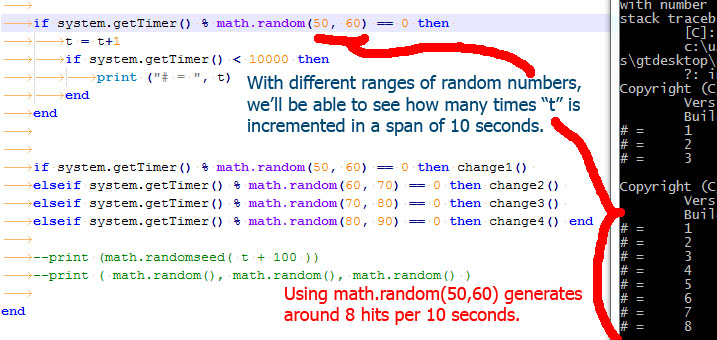 if system.getTimer() % math.random(50, 60) == 0 then
t = t+1
if system.getTimer() < 10000 then
print ("# = ", t)
end
end
With different ranges of random numbers,
we'll be able to see how many times “t” is
incremented in a span of 10 seconds.
if system.getTimer() % math.random(50, 60) == 0 then change1()
elseif system.getTimer() % math.random(60, 70) == 0 then change2()
elseif system.getTimer() % math.random(70, 80) == 0 then change3()
elseif system.getTimer() % math.random(80, 90) == 0 then change4() end
--print (math.randomseed( t + 100 ))
--print ( math.random(), math.random(), math.random() )
Using math.random(50,60) generates
around 8 hits per 10 seconds.
end
with number
stack traceb
[C]:
c:\u
s\gtdesktop\
?: i
Copyright (C
Vers
Buil
# = 1
# = 2
# = 3
Copyright (C
Vers
Buil
# = 1
# = 2
# = 3
# = 4
# = 5
# = 6
# = 7
# = 8